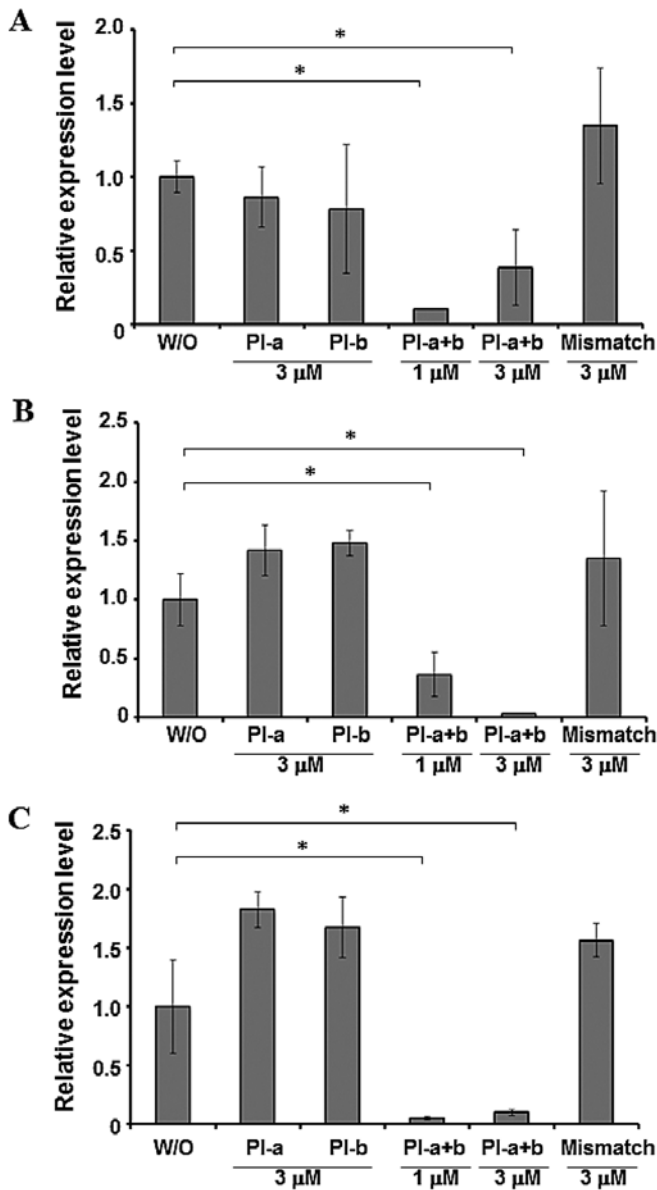 A
Relative expression level
2.0
1.5
1.0
0.5
0
*
*
W/O PI-a PI-b PI-a+b PI-a+b Mismatch
3 μM 1 μM 3 μM 3 μM
B
Relative expression level
2.5
2.0
1.5
1.0
0.5
0
*
*
W/O PI-a PI-b PI-a+b PI-a+b Mismatch
3 μM 1 μM 3 μM 3 μM
C
Relative expression level
2.5
2.0
1.5
1.0
0.5
0
*
*
W/O PI-a PI-b PI-a+b PI-a+b Mismatch
3 μM 1 μM 3 μM 3 μM